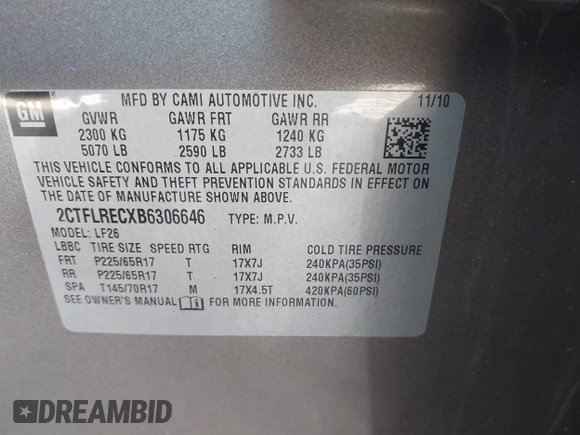 GM
MFD BY CAMI AUTOMOTIVE INC. 11/10
GVWR GAWR FRT GAWR RR
2300 KG 1175 KG 1240 KG
5070 LB 2590 LB 2733 LB
THIS VEHICLE CONFORMS TO ALL APPLICABLE U.S. FEDERAL MOTOR
VEHICLE SAFETY AND THEFT PREVENTION STANDARDS IN EFFECT ON
THE DATE OF MANUFACTURE SHOWN ABOVE.
2CTFLRECXB6306646 TYPE: M.P.V.
MODEL: LF26
LBBC TIRE SIZE SPEED RTG RIM COLD TIRE PRESSURE
FRT P225/65R17 T 17X7J 240KPA(35PSI)
RR P225/65R17 T 17X7J 240KPA(35PSI)
SPA T145/70R17 M 17X4.5T 420KPA(60PSI)
SEE OWNER'S MANUAL FOR MORE INFORMATION.
DREAMBID